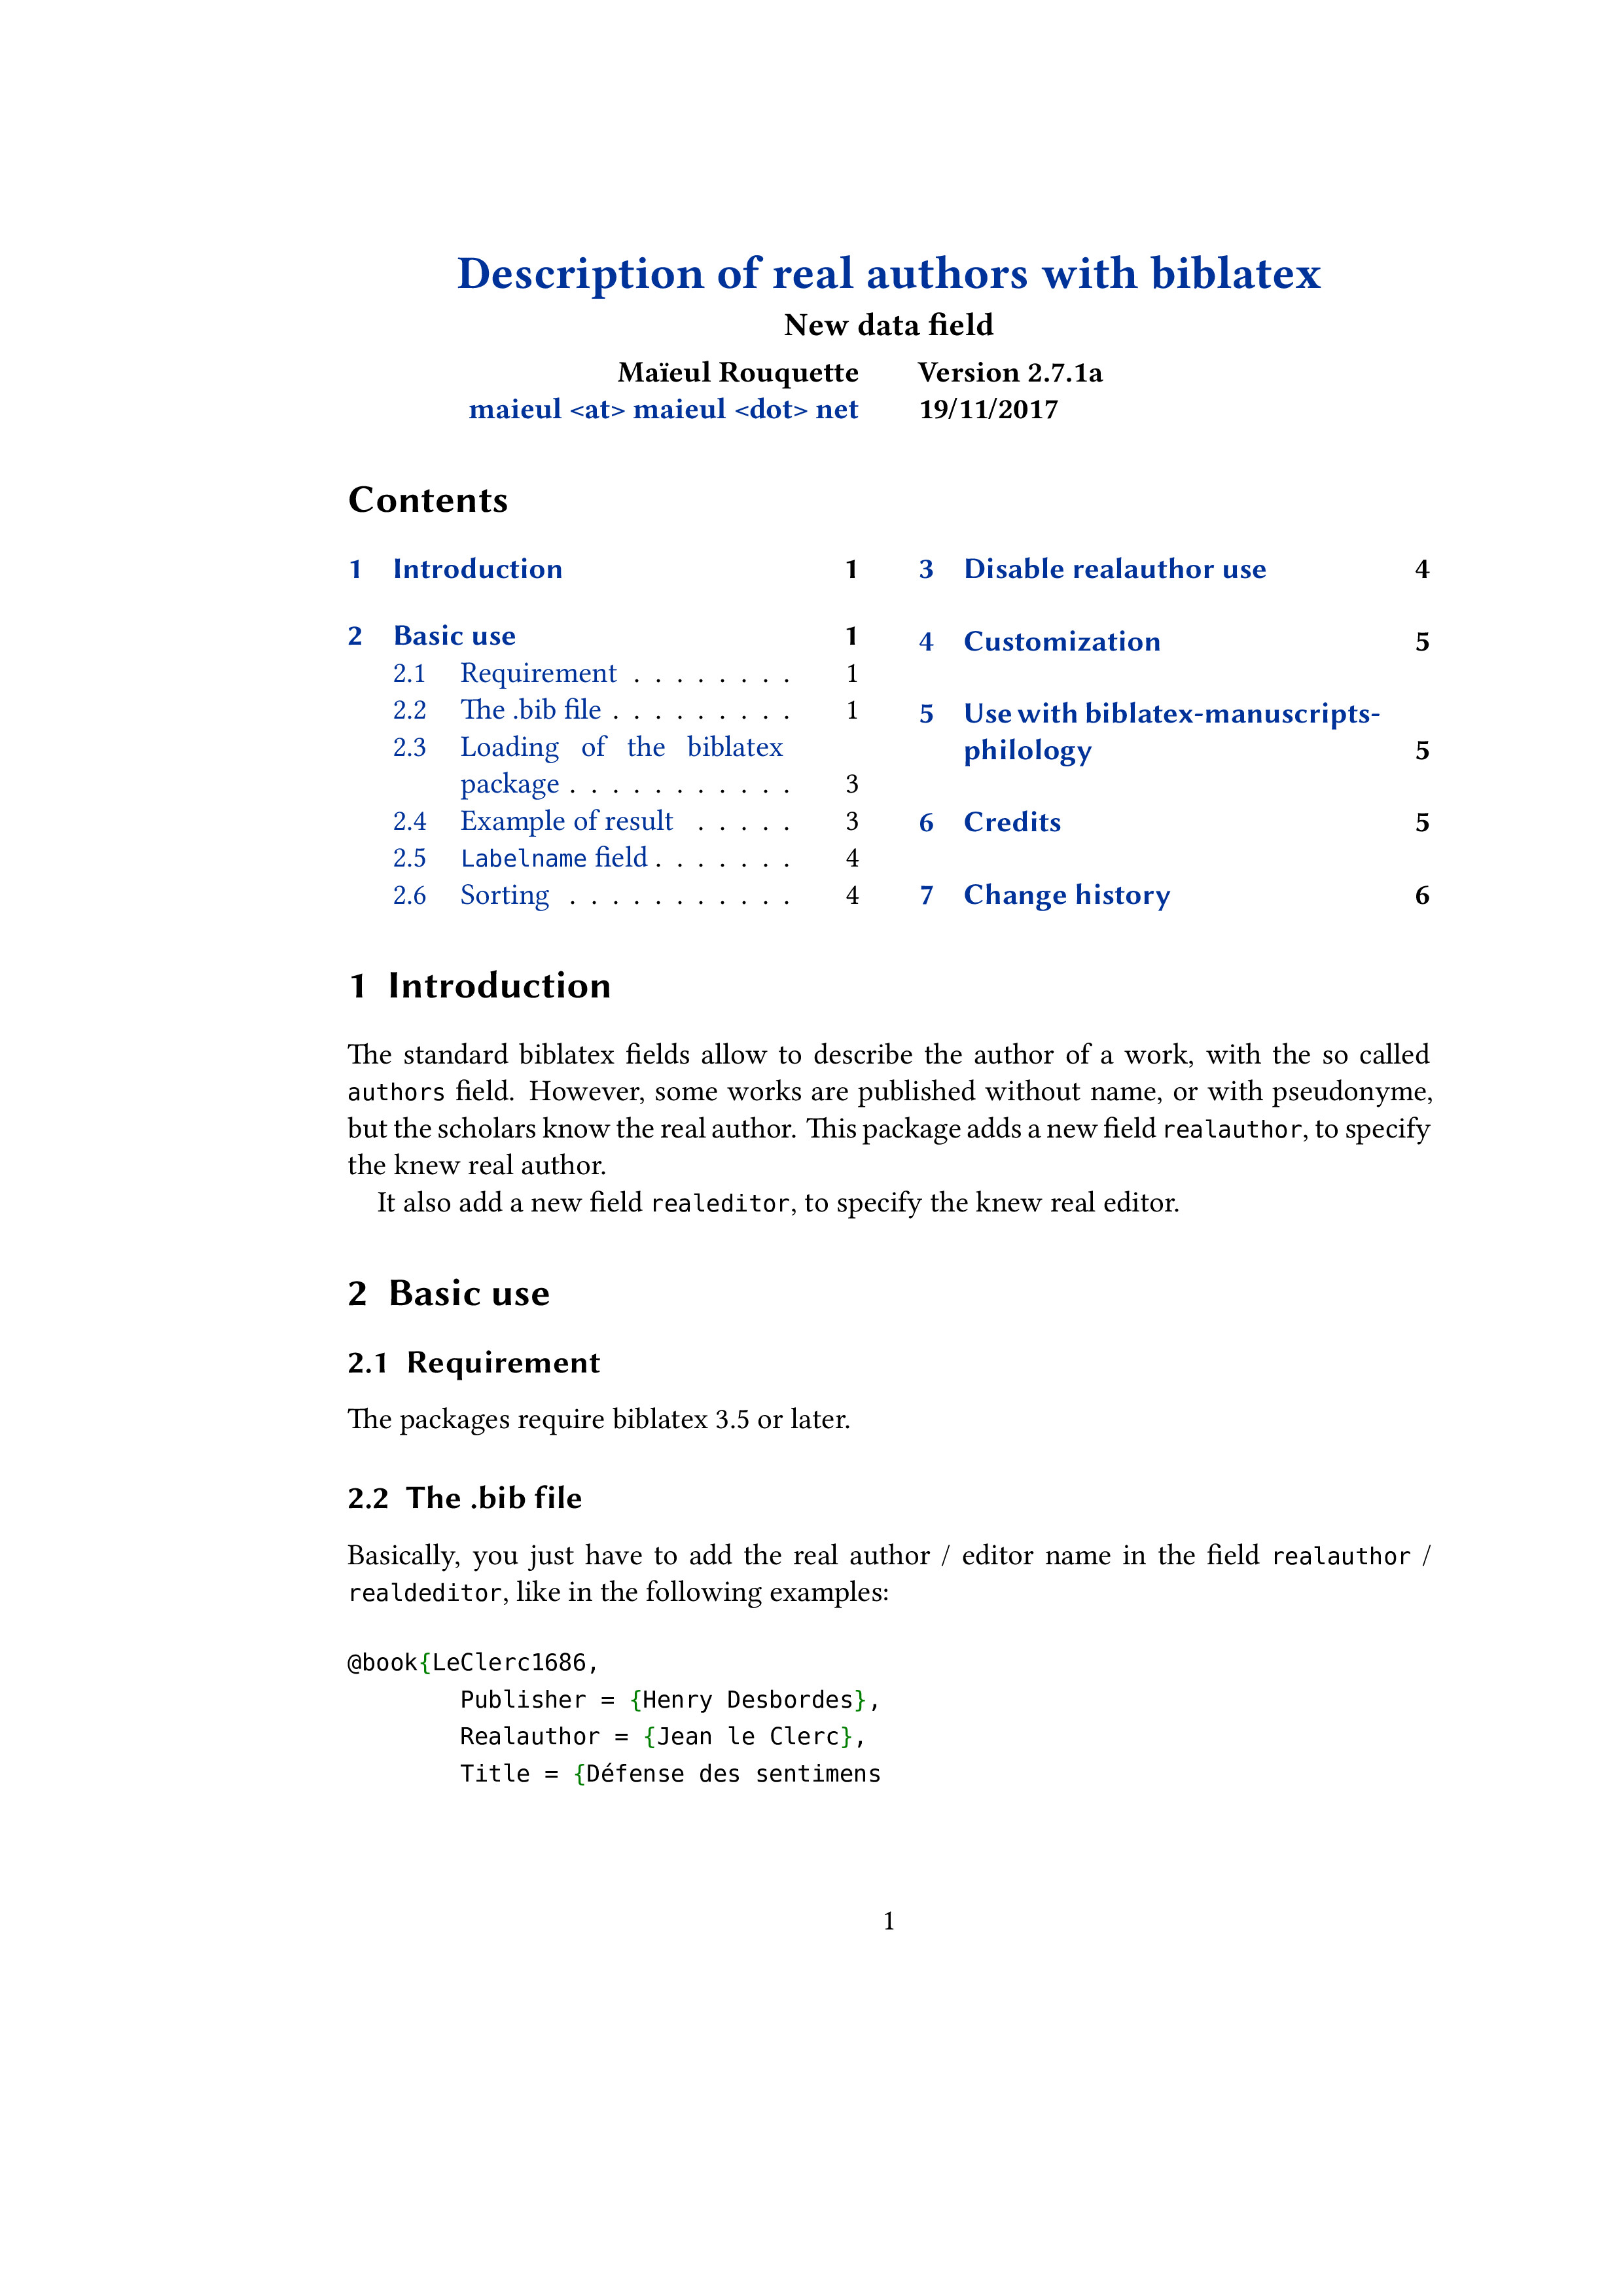 Description of real authors with biblatex
New data field
Maïeul Rouquette
maieul <at> maieul <dot> net
Version 2.7.1a
19/11/2017
Contents
1 Introduction 1
2 Basic use 1
2.1 Requirement . . . . . . . . 1
2.2 The .bib file . . . . . . . . . 1
2.3 Loading of the biblatex
package . . . . . . . . . . . 3
2.4 Example of result . . . . . 3
2.5 Labelname field . . . . . . . 4
2.6 Sorting . . . . . . . . . . . 4
3 Disable realauthor use 4
4 Customization 5
5 Use with biblatex-manuscripts-
philology 5
6 Credits 5
7 Change history 6
1 Introduction
The standard biblatex fields allow to describe the author of a work, with the so called
authors field. However, some works are published without name, or with pseudonyme,
but the scholars know the real author. This package adds a new field realauthor, to specify
the knew real author.
It also add a new field realeditor, to specify the knew real editor.
2 Basic use
2.1 Requirement
The packages require biblatex 3.5 or later.
2.2 The .bib file
Basically, you just have to add the real author / editor name in the field realauthor /
realdeditor, like in the following examples:
@book{LeClerc1686,
Publisher = {Henry Desbordes},
Realauthor = {Jean le Clerc},
Title = {Défense des sentimens
1